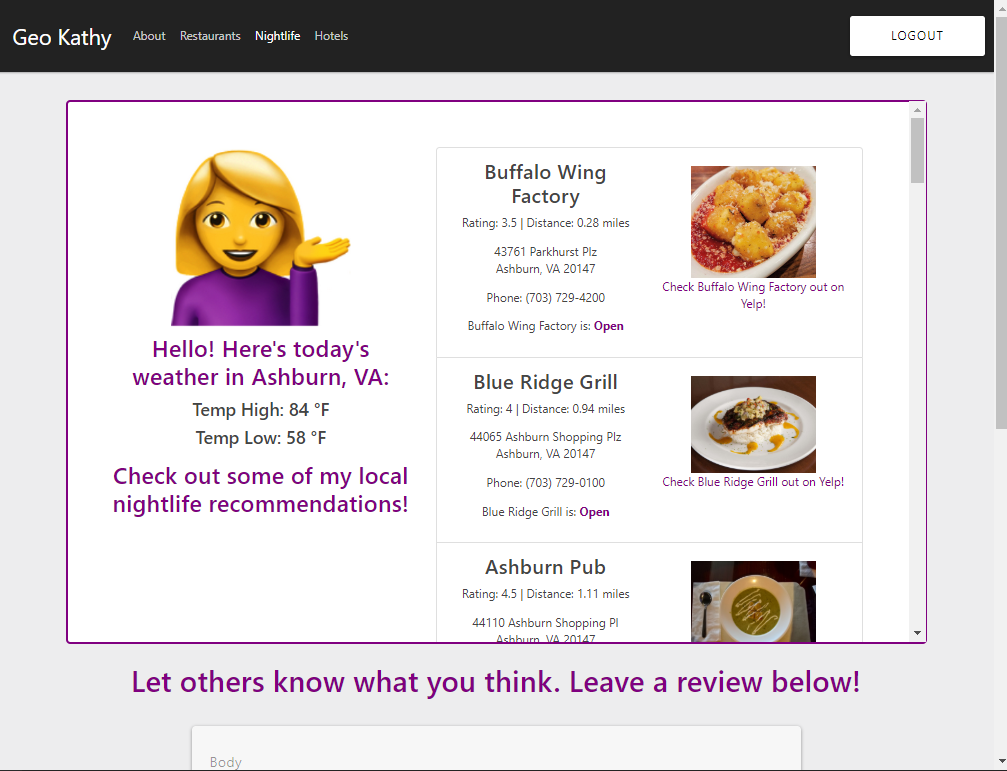 Geo Kathy
About
Restaurants
Nightlife
Hotels
LOGOUT
Hello! Here's today's
weather in Ashburn, VA:
Temp High: 84 °F
Temp Low: 58 °F
Check out some of my local
nightlife recommendations!
Buffalo Wing
Factory
Rating: 3.5 | Distance: 0.28 miles
43761 Parkhurst Plz
Ashburn, VA 20147
Phone: (703) 729-4200
Buffalo Wing Factory is: Open
Check Buffalo Wing Factory out on
Yelp!
Blue Ridge Grill
Rating: 4 | Distance: 0.94 miles
44065 Ashburn Shopping Plz
Ashburn, VA 20147
Phone: (703) 729-0100
Blue Ridge Grill is: Open
Check Blue Ridge Grill out on Yelp!
Ashburn Pub
Rating: 4.5 | Distance: 1.11 miles
44110 Ashburn Shopping Pl
Ashburn, VA 20147
Let others know what you think. Leave a review below!
Body